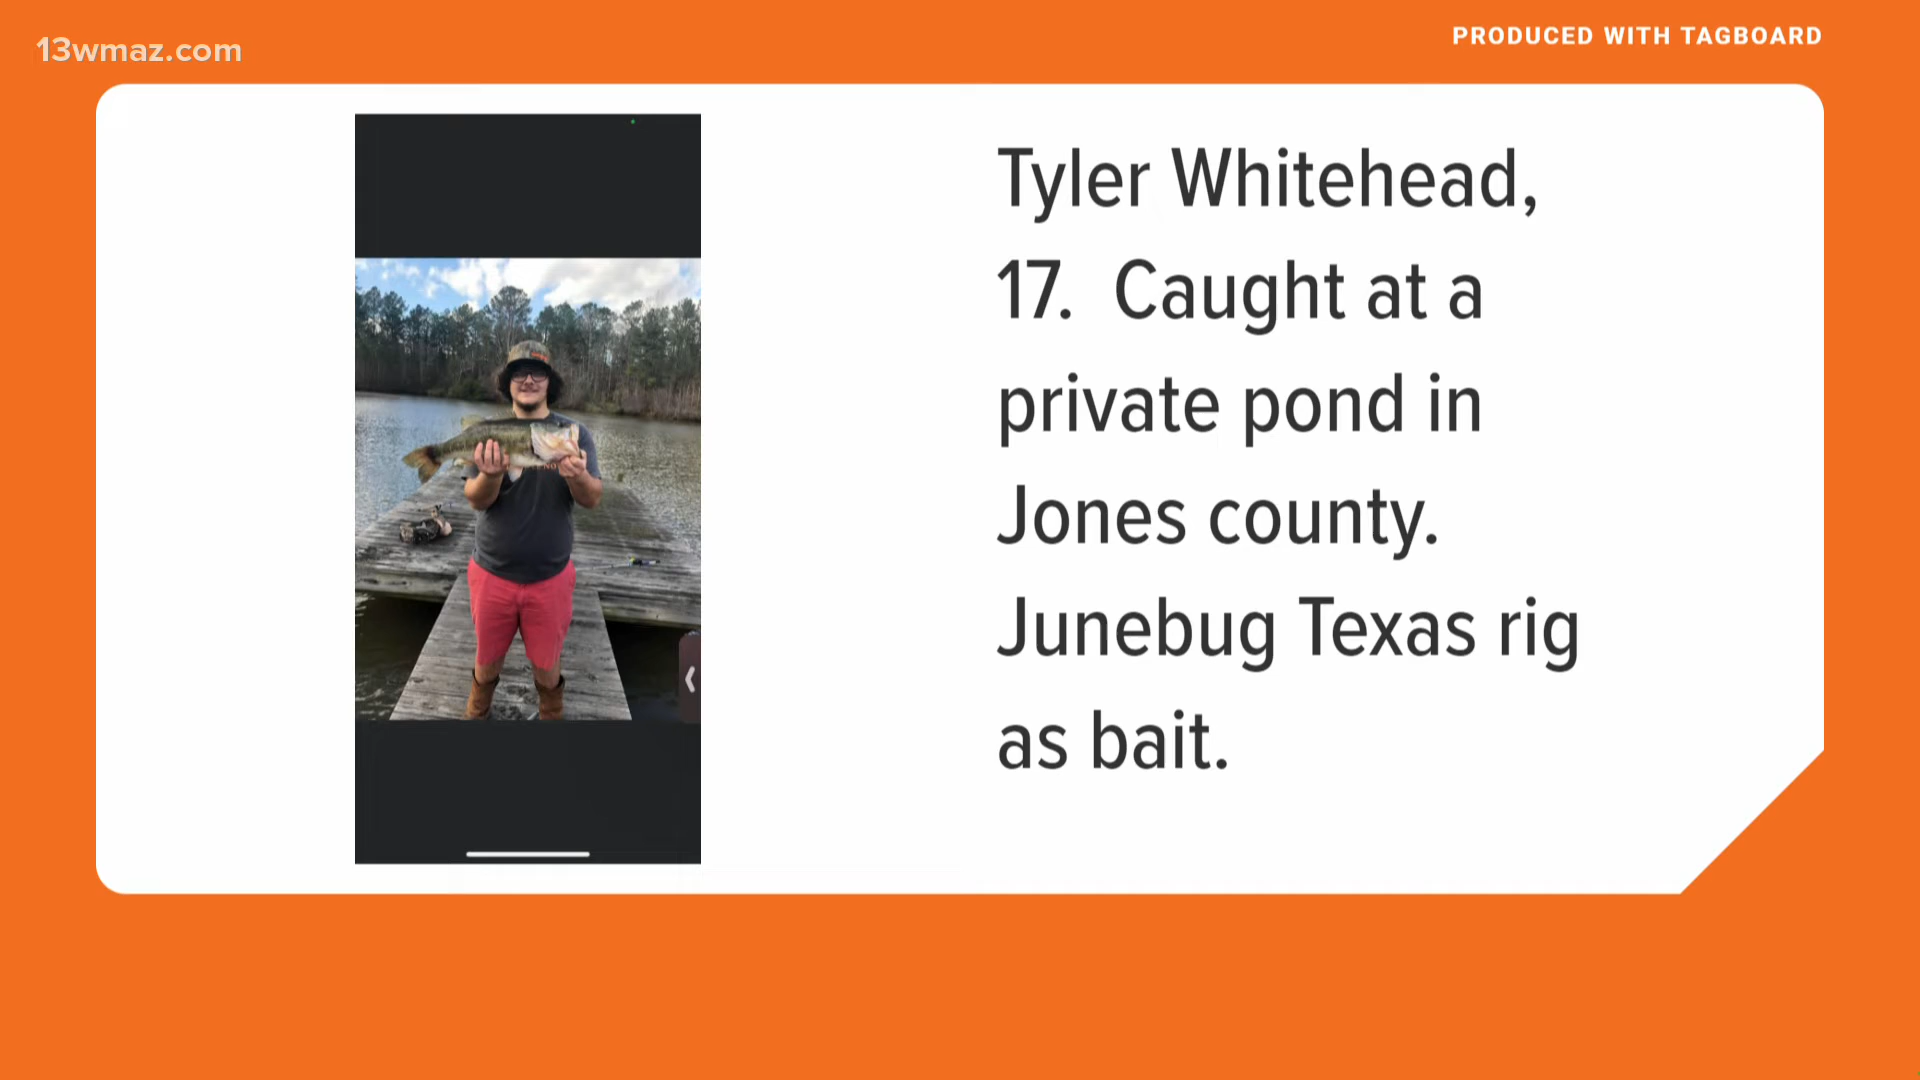 13wmaz.com
PRODUCED WITH TAGBOARD
Tyler Whitehead,
17.  Caught at a
private pond in
Jones county.
Junebug Texas rig
as bait.